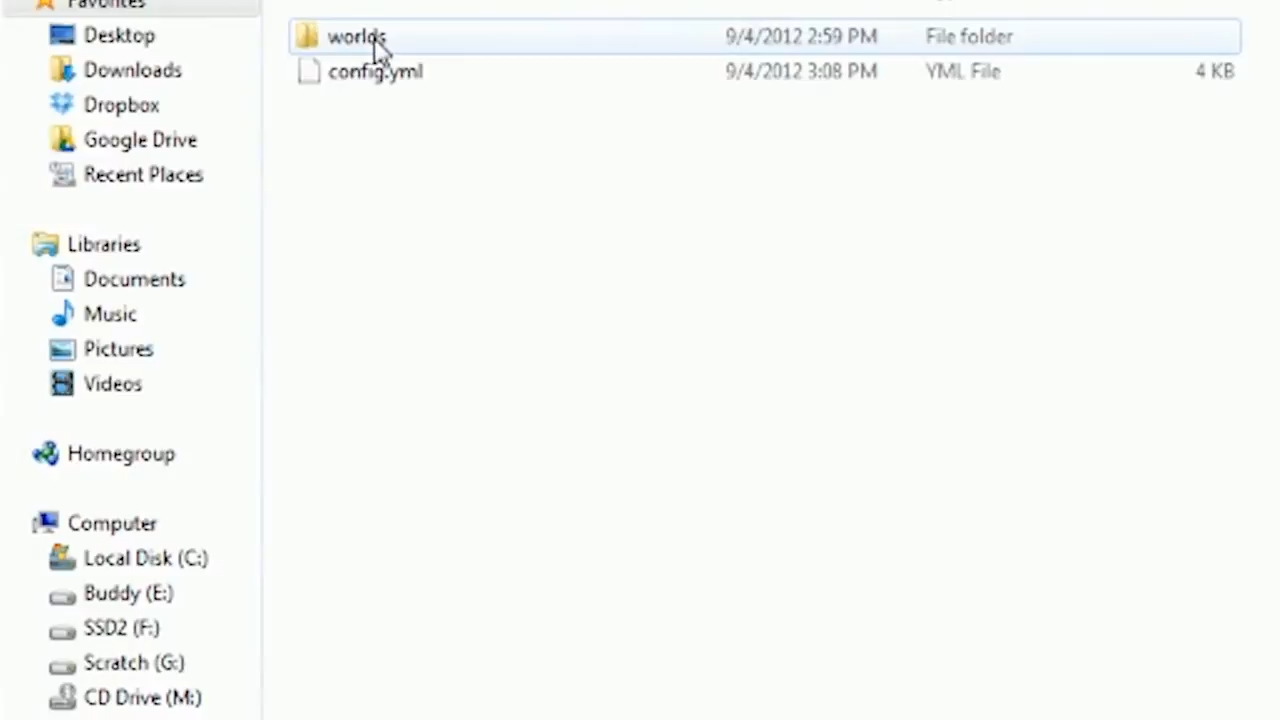 Favorites
worlds 9/4/2012 2:59 PM File folder
Desktop
config.yml 9/4/2012 3:08 PM YML File 4 KB
Downloads
Dropbox
Google Drive
Recent Places
Libraries
Documents
Music
Pictures
Videos
Homegroup
Computer
Local Disk (C:)
Buddy (E:)
SSD2 (F:)
Scratch (G:)
CD Drive (M:)